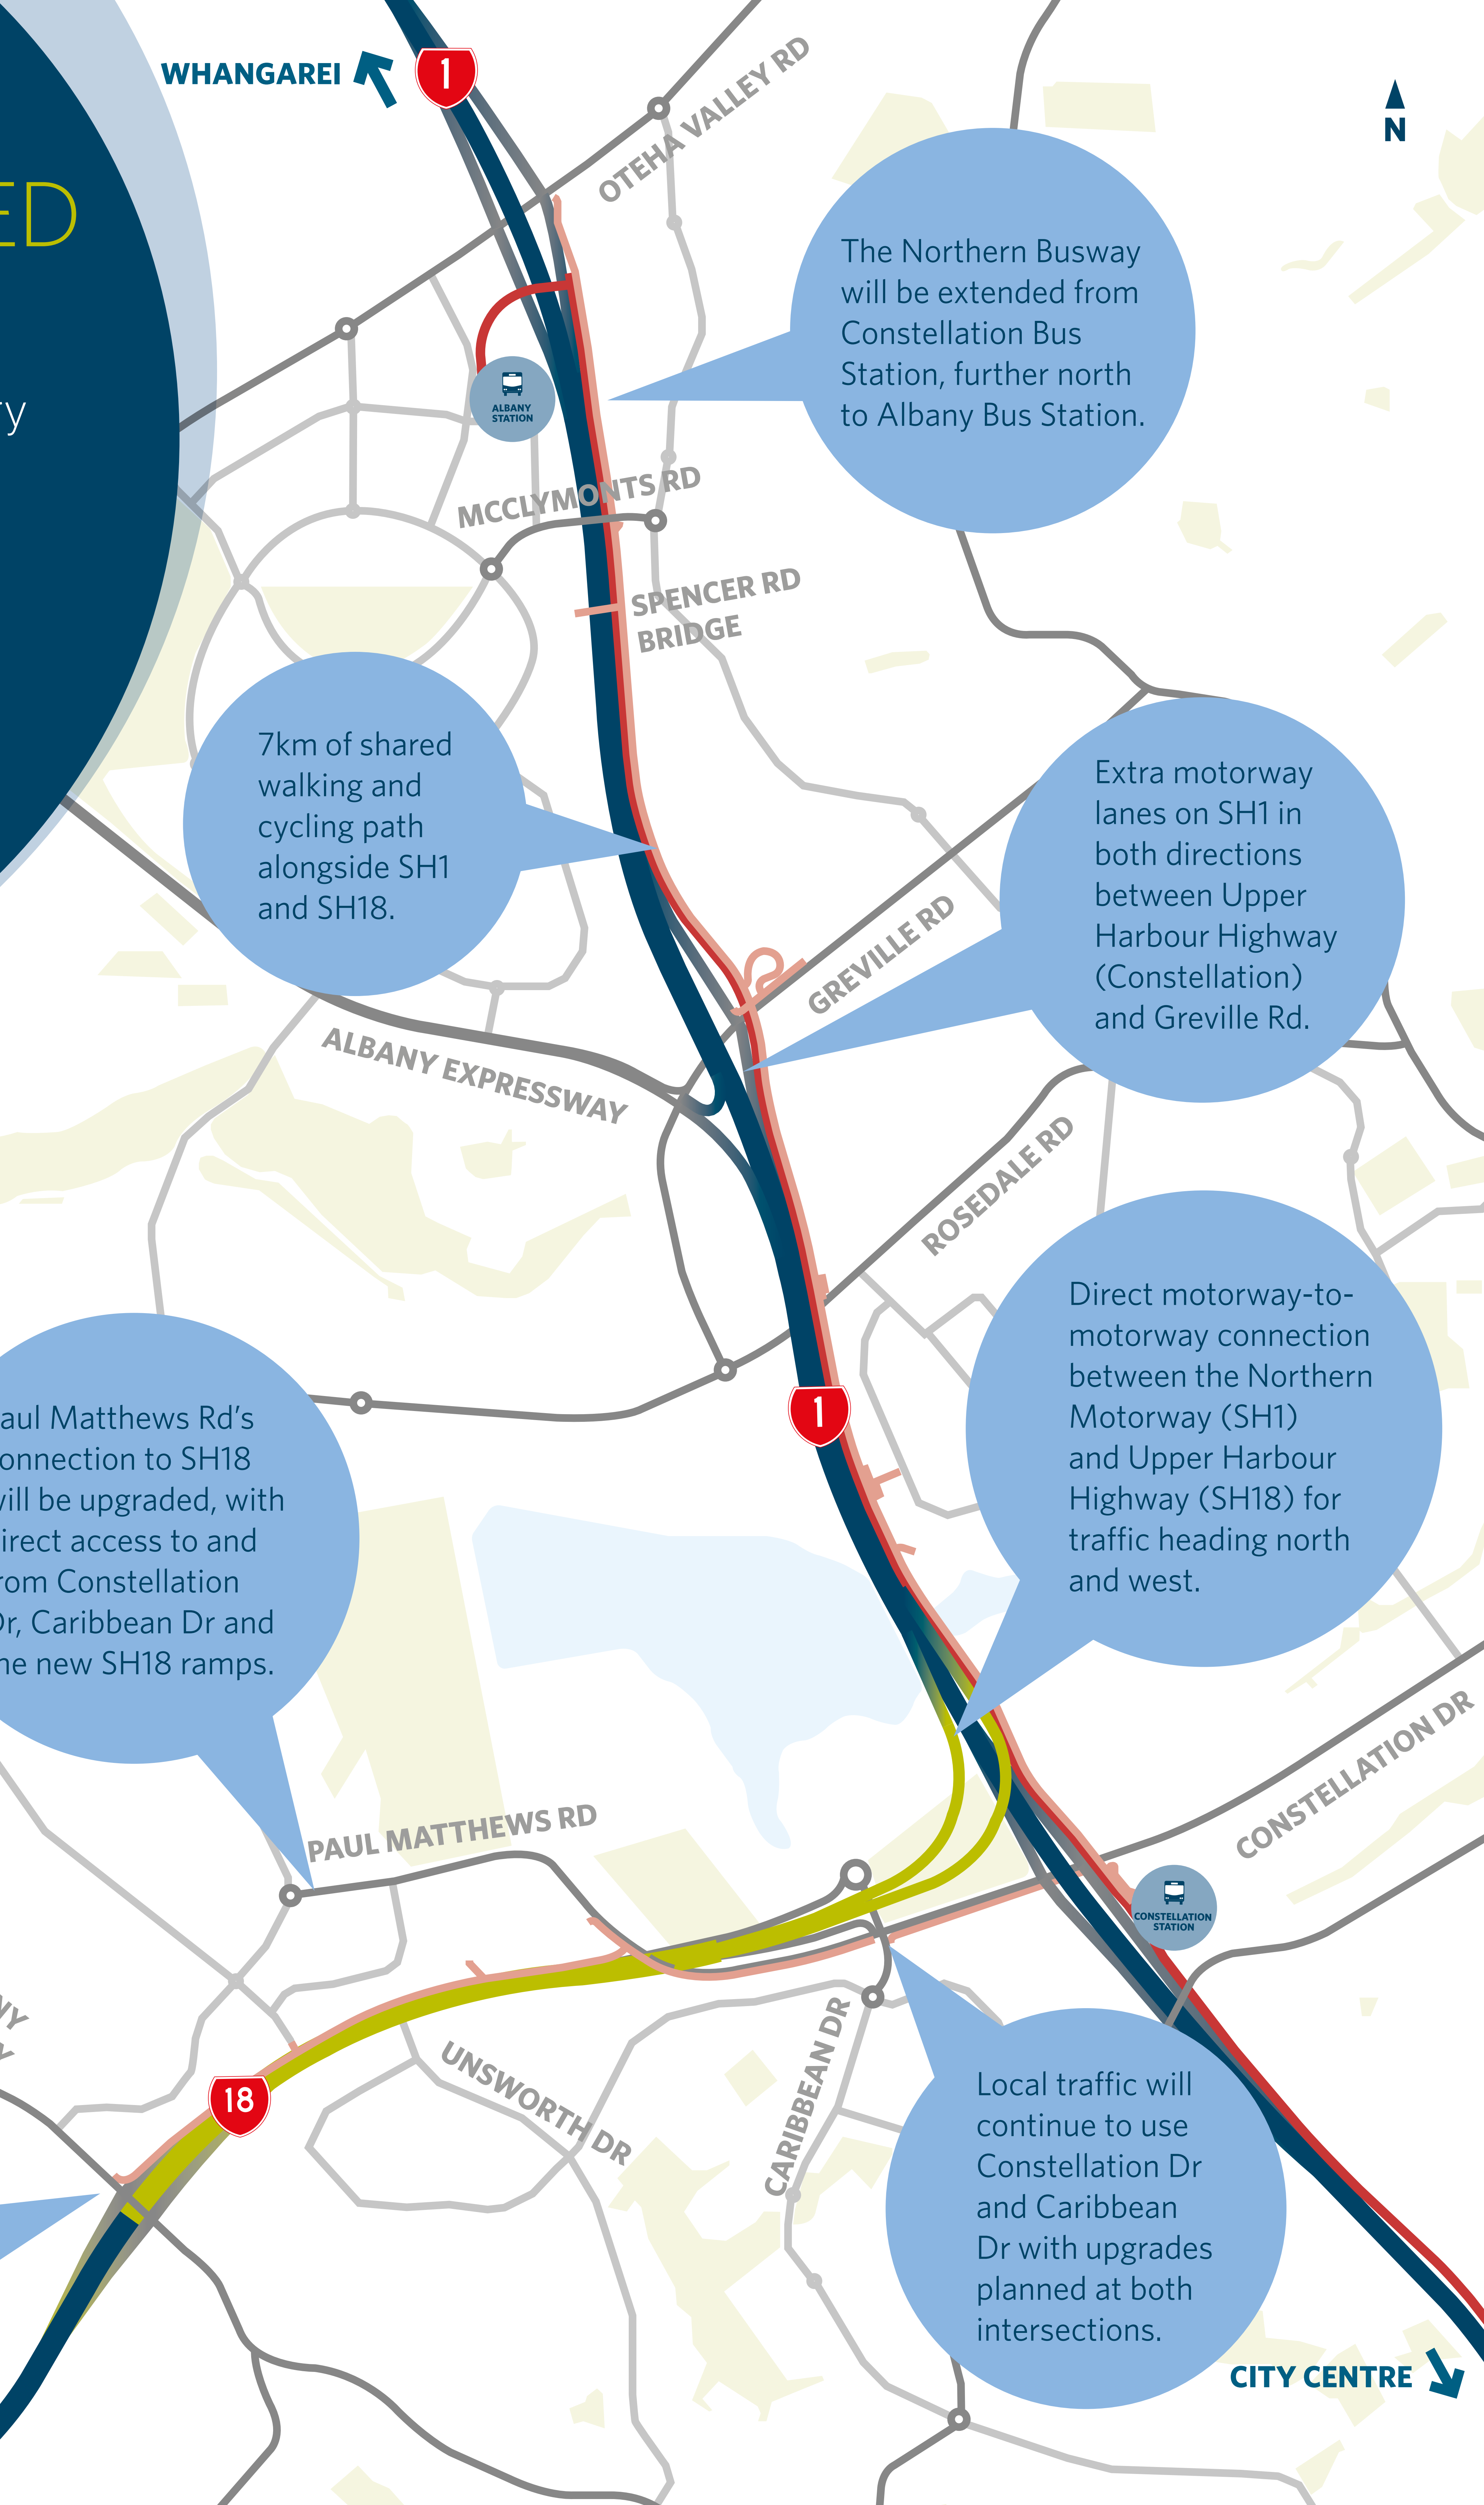 WHANGAREI
1
OTEHA VALLEY RD
N
ED
The Northern Busway
will be extended from
Constellation Bus
Station, further north
to Albany Bus Station.
ALBANY
STATION
MCCLYMONTS RD
SPENCER RD
BRIDGE
7km of shared
walking and
cycling path
alongside SH1
and SH18.
Extra motorway
lanes on SH1 in
both directions
between Upper
Harbour Highway
(Constellation)
and Greville Rd.
GREVILLE RD
ALBANY EXPRESSWAY
ROSEDALE RD
Direct motorway-to-
motorway connection
between the Northern
Motorway (SH1)
and Upper Harbour
Highway (SH18) for
traffic heading north
and west.
1
aul Matthews Rd's
onnection to SH18
will be upgraded, with
irect access to and
rom Constellation
Dr, Caribbean Dr and
he new SH18 ramps.
PAUL MATTHEWS RD
CONSTELLATION DR
CONSTELLATION
STATION
CARIBBEAN DR
UNSWORTH DR
18
Local traffic will
continue to use
Constellation Dr
and Caribbean
Dr with upgrades
planned at both
intersections.
CITY CENTRE